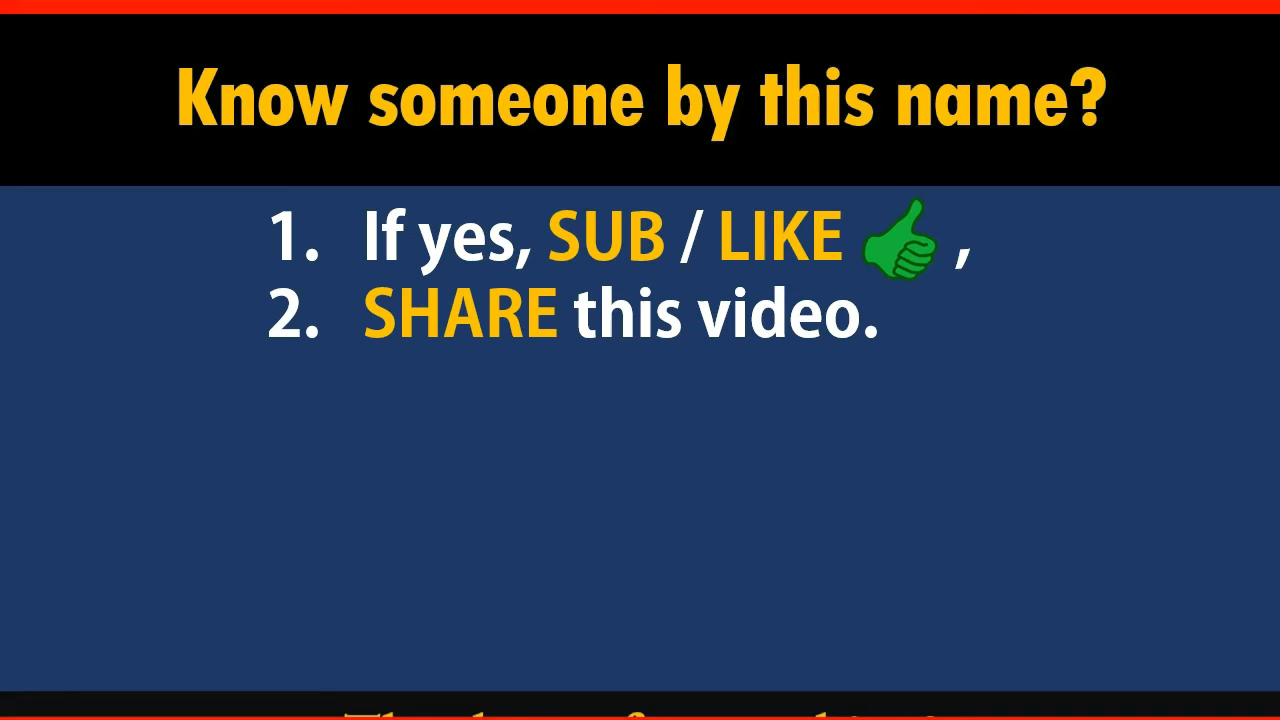 Know someone by this name?
1. If yes, SUB / LIKE ,
2. SHARE this video.